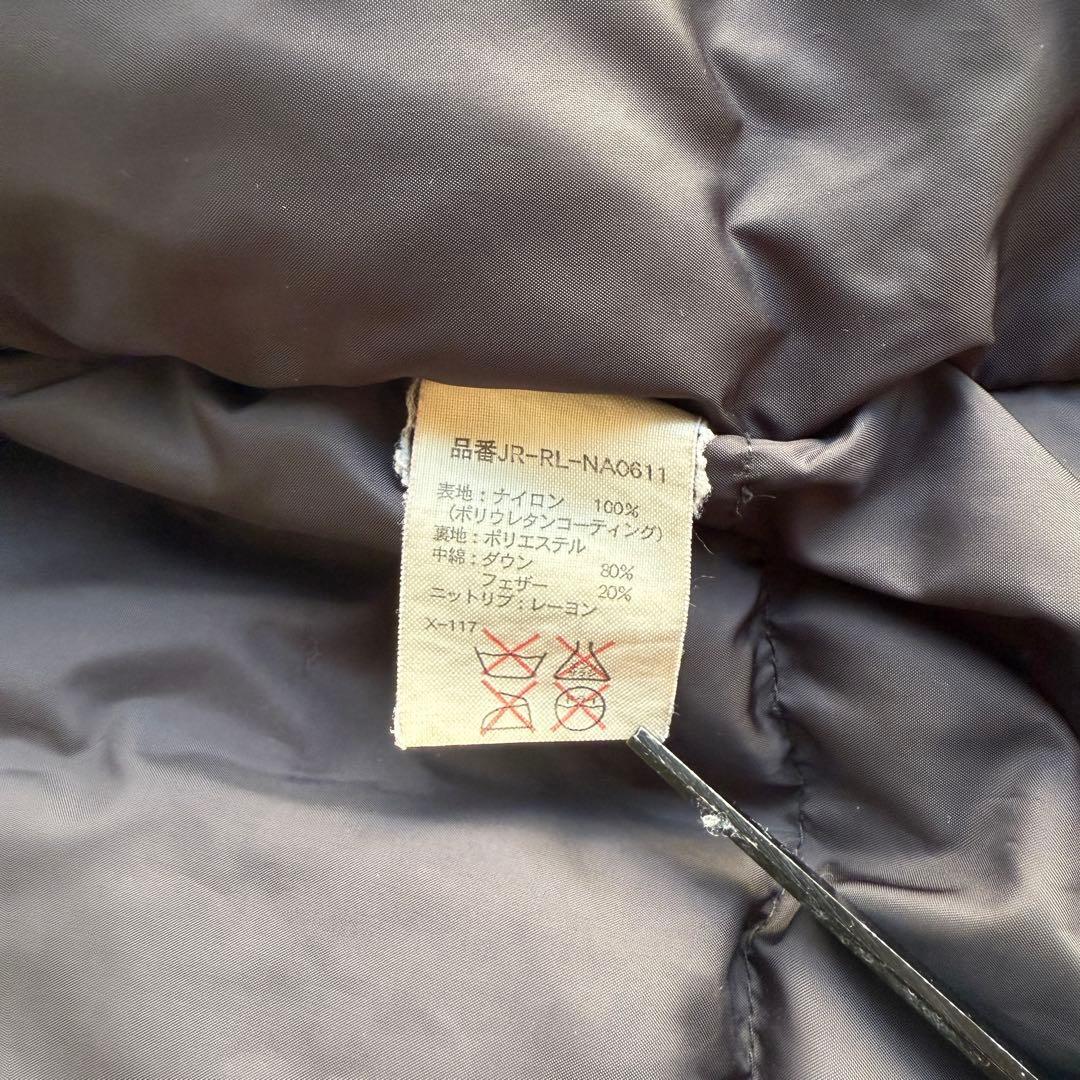 品番JR-RL-NA0611
表地：ナイロン 100%
（ポリウレタンコーティング）
裏地：ポリエステル
中綿：ダウン 80%
フェザー 20%
ニットリブ：レーヨン
X-117